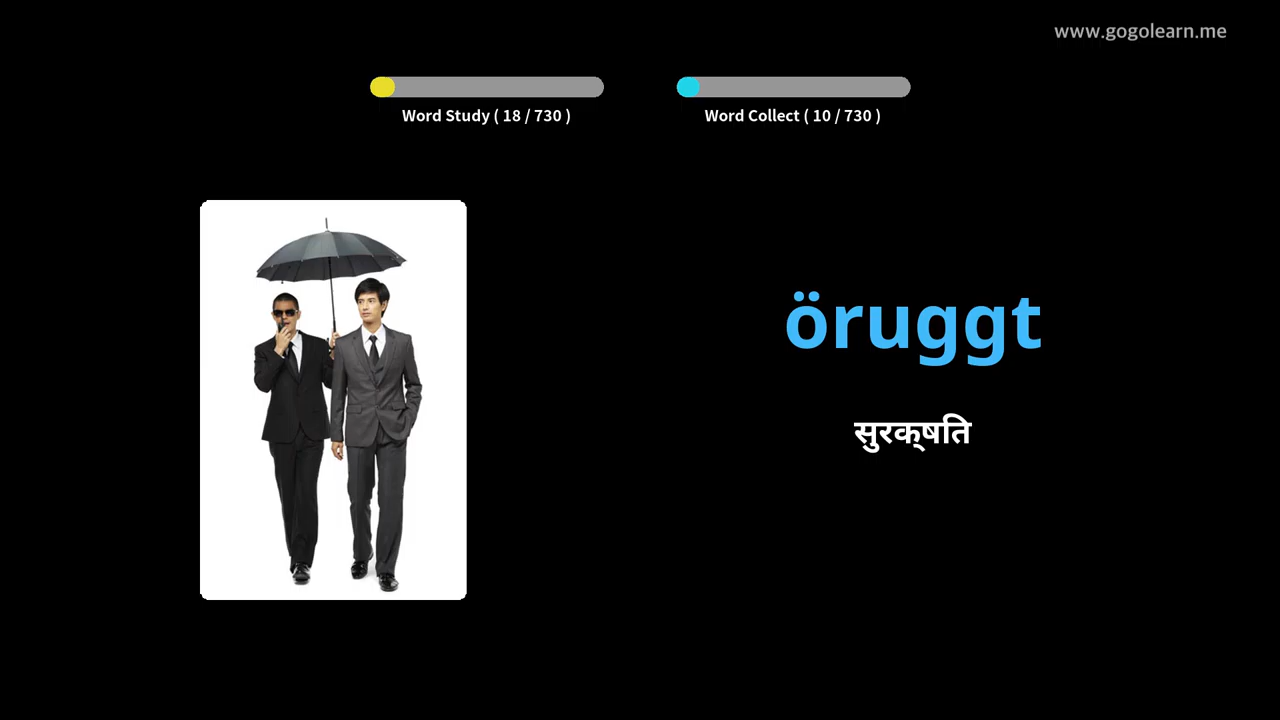 www.gogolearn.me
Word Study ( 18 / 730 )
Word Collect ( 10 / 730 )
öruggt
सुरक्षति